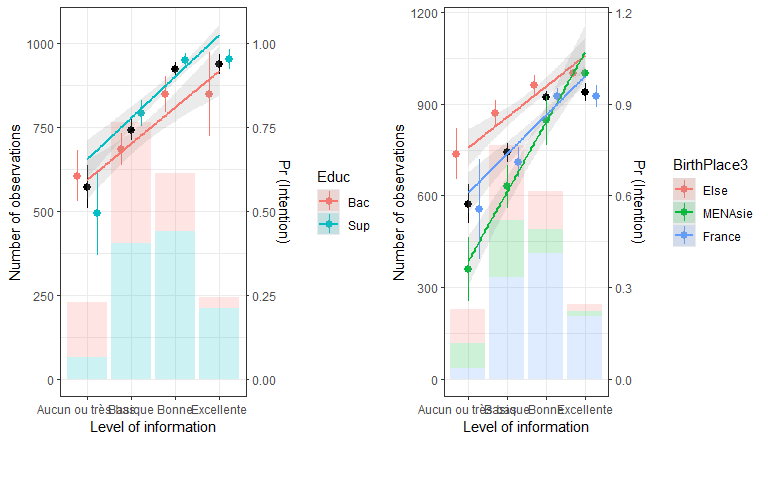 Number of observations
1000
750
500
250
0
1.00
0.75
0.50
0.25
0.00
Pr (Intention)
Aucun ou très bas Basique Bonne Excellente
Level of information
Educ
Bac
Sup
Number of observations
1200
900
600
300
0
1.2
0.9
0.6
0.3
0.0
Pr (Intention)
Aucun ou très bas Basique Bonne Excellente
Level of information
BirthPlace3
Else
MENAsie
France